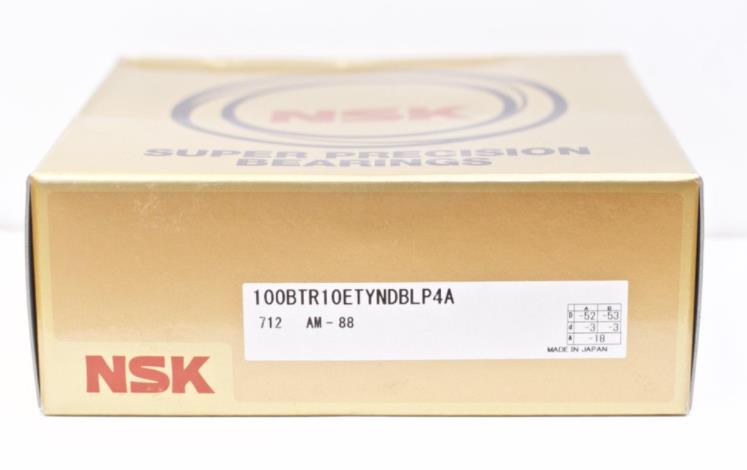 NSK
SUPER PRECISION
BEARINGS
100BTR10ETYNDBLP4A
712 AM-88
A B
D -52 -53
d -3 -3
a -18
MADE IN JAPAN
NSK